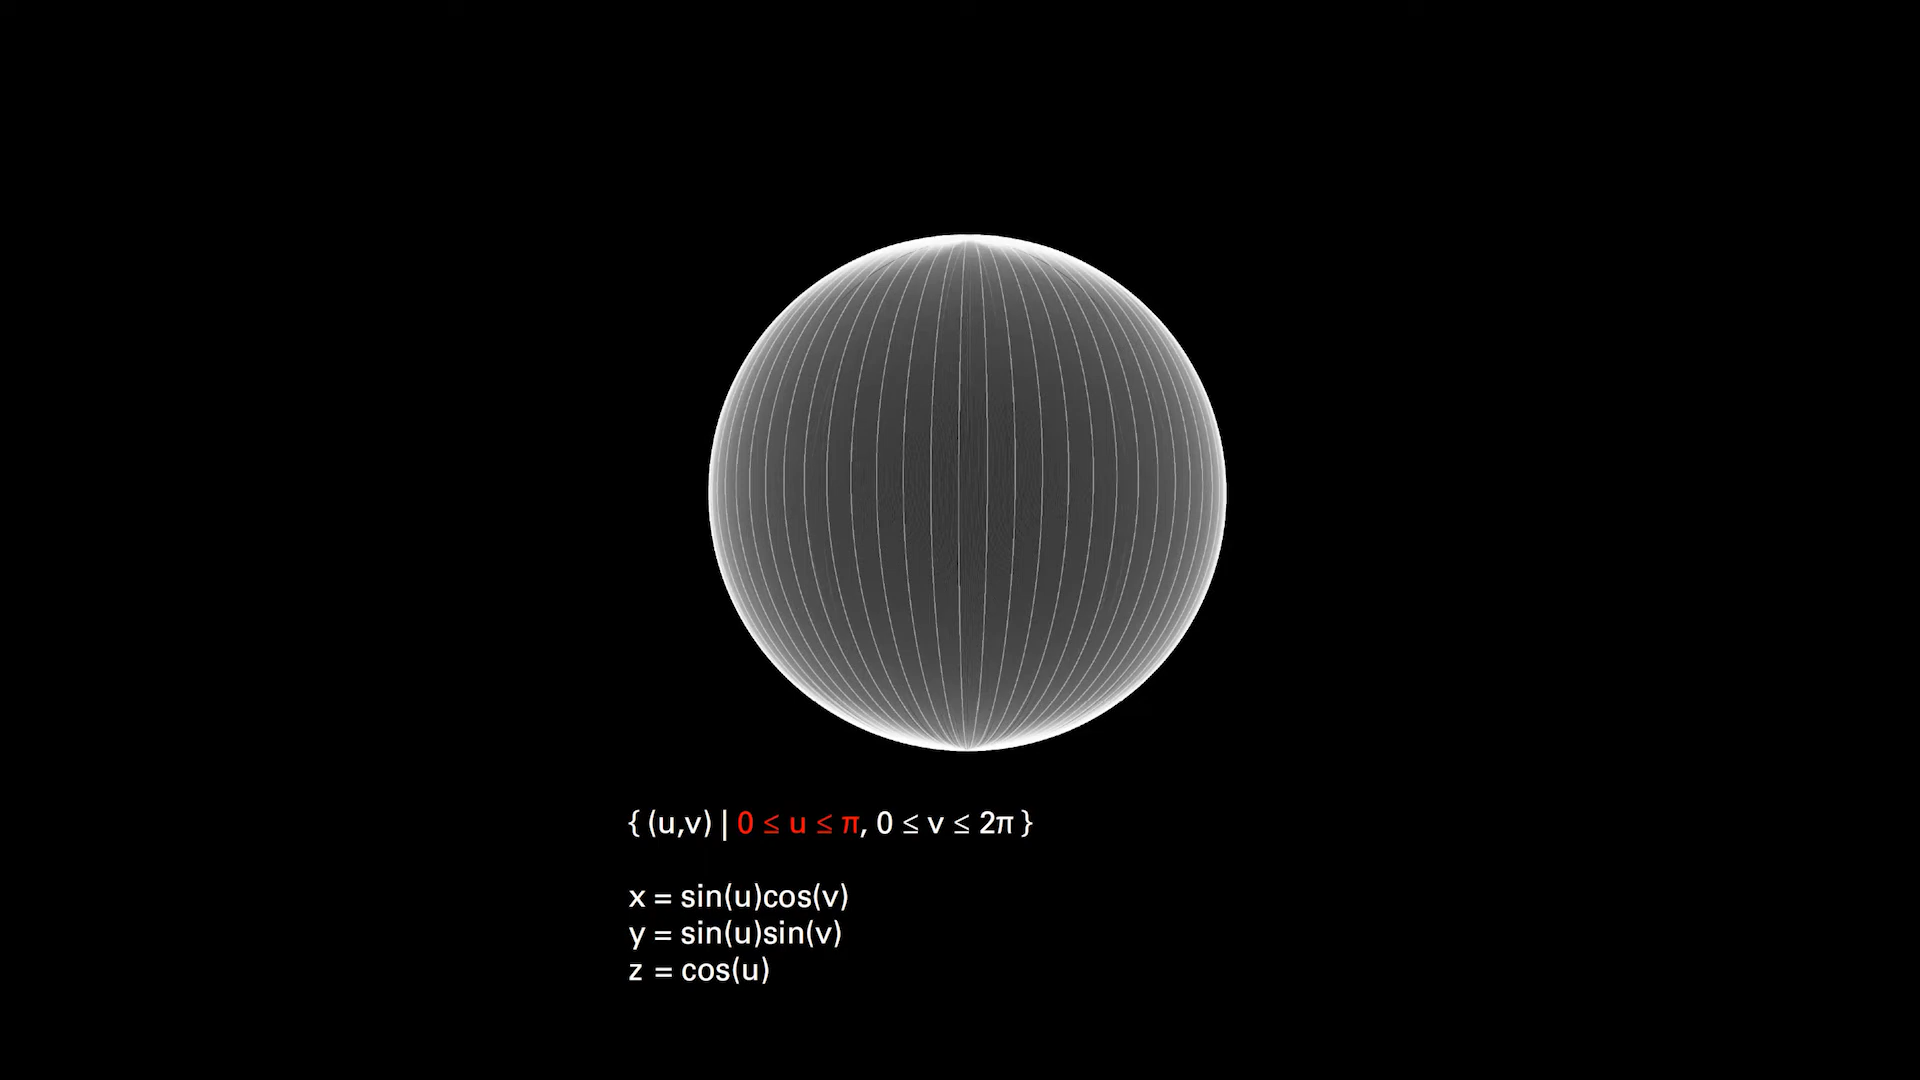 { (u,v) | 0 ≤ u ≤ π, 0 ≤ v ≤ 2π }
x = sin(u)cos(v)
y = sin(u)sin(v)
z = cos(u)